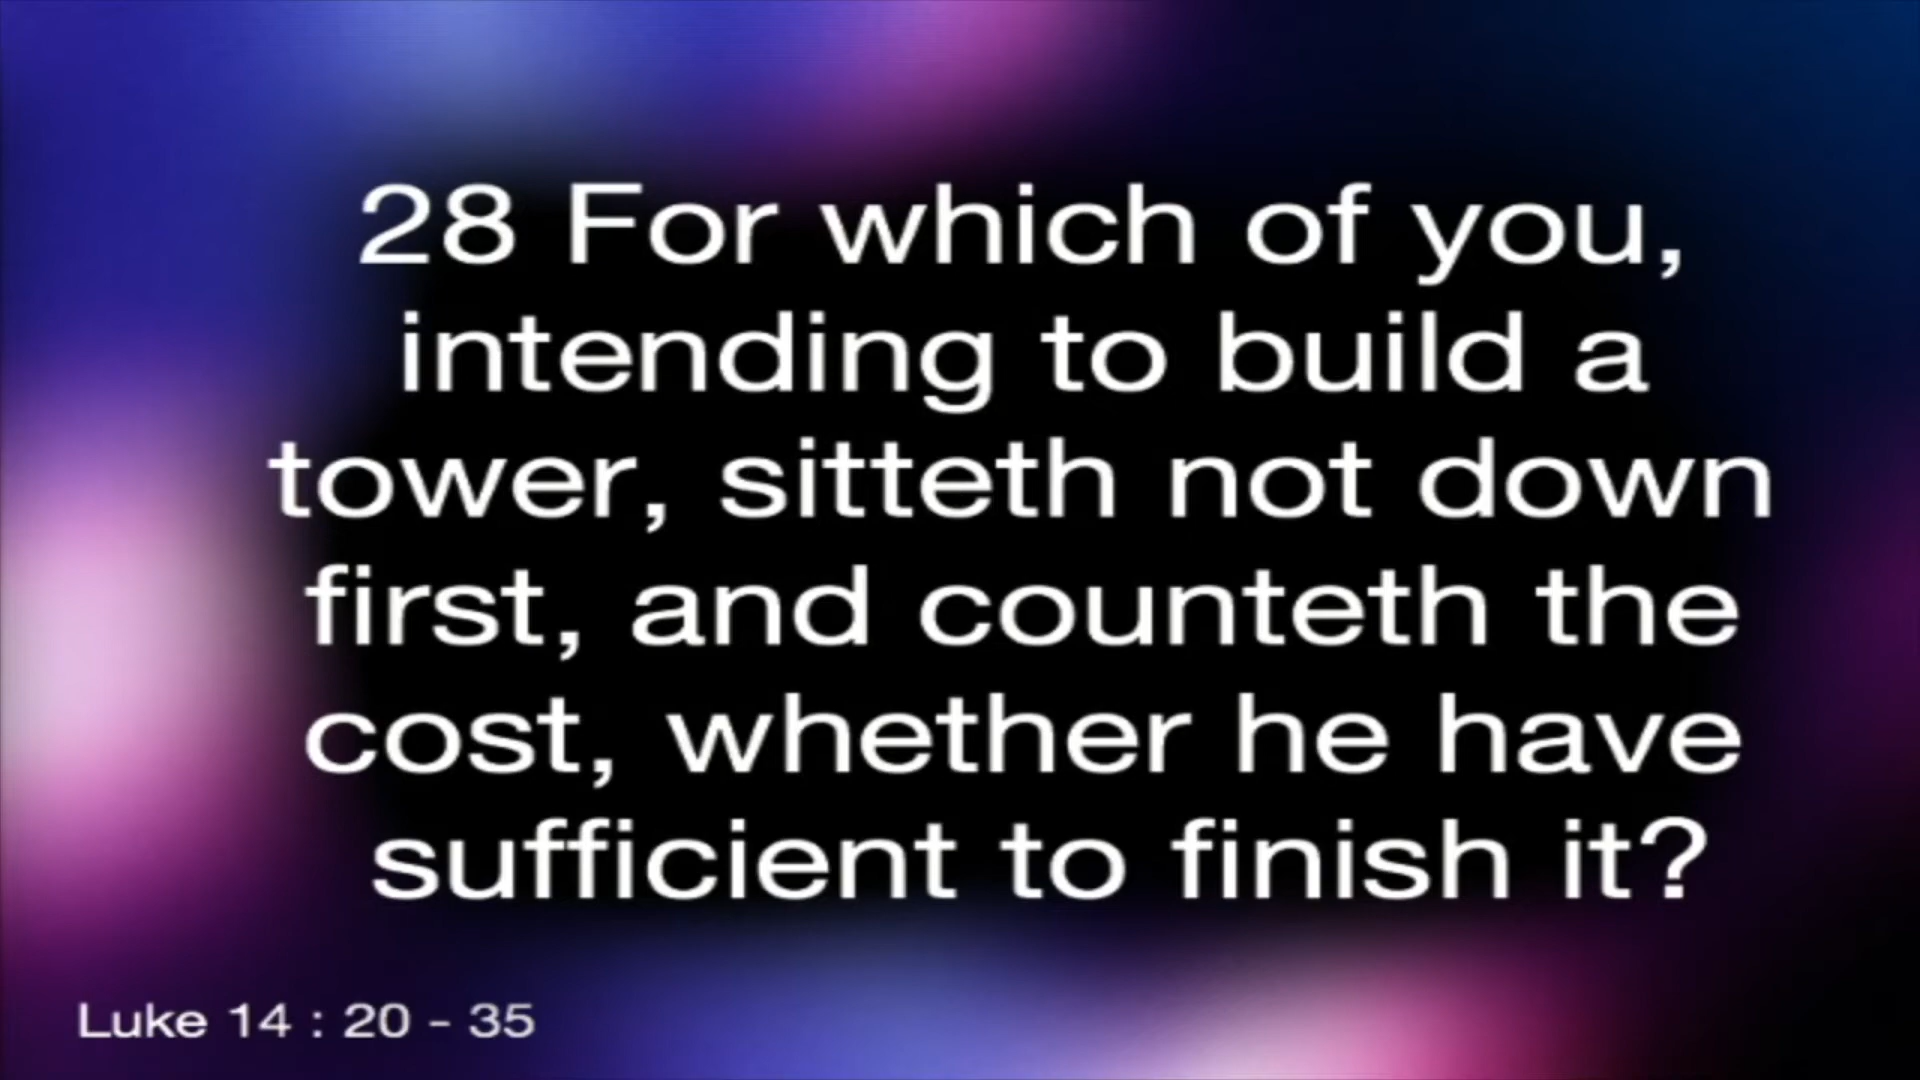 28 For which of you,
intending to build a
tower, sitteth not down
first, and counteth the
cost, whether he have
sufficient to finish it?
Luke 14 : 20 - 35